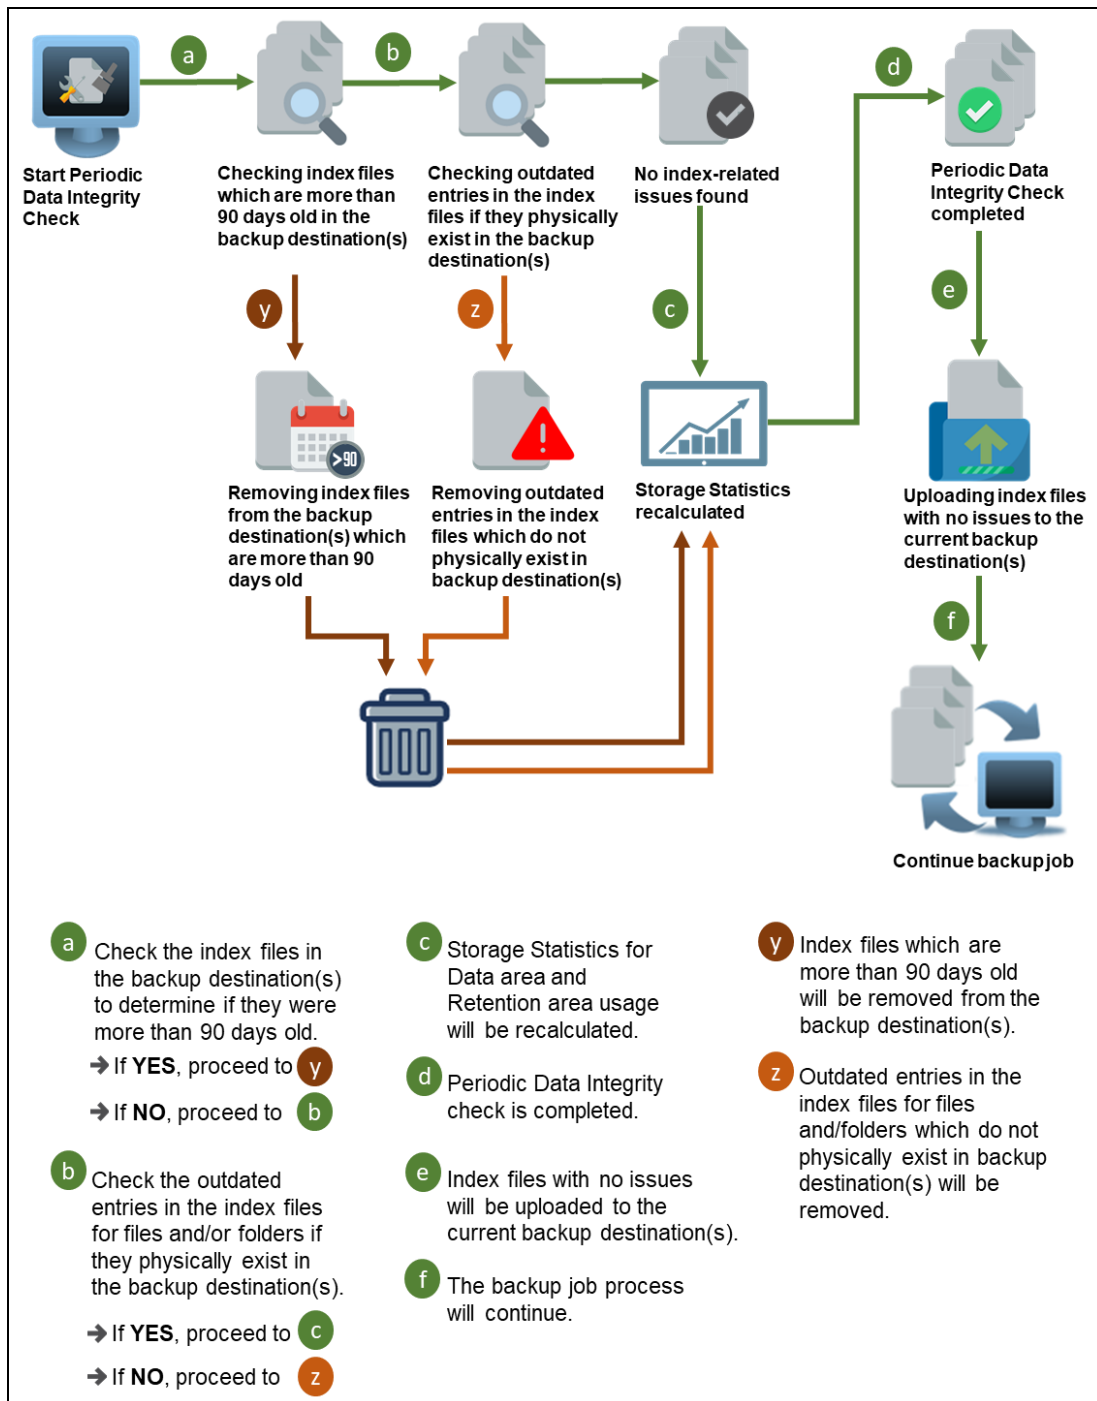 a
b
d
Start Periodic
Data Integrity
Check
Checking index files
which are more than
90 days old in the
backup destination(s)
Checking outdated
entries in the index
files if they physically
exist in the backup
destination(s)
No index-related
issues found
Periodic Data
Integrity Check
completed
y
z
c
e
>90
Removing index files
from the backup
destination(s) which
are more than 90
days old
Removing outdated
entries in the index
files which do not
physically exist in
backup destination(s)
Storage Statistics
recalculated
Uploading index files
with no issues to the
current backup
destination(s)
f
Continue backup job
a
Check the index files in
the backup destination(s)
to determine if they were
more than 90 days old.
➔ If YES, proceed to y
➔ If NO, proceed to b
b
Check the outdated
entries in the index files
for files and/or folders if
they physically exist in
the backup destination(s).
➔ If YES, proceed to c
➔ If NO, proceed to z
c
Storage Statistics for
Data area and
Retention area usage
will be recalculated.
d
Periodic Data Integrity
check is completed.
e
Index files with no issues
will be uploaded to the
current backup destination(s).
f
The backup job process
will continue.
y
Index files which are
more than 90 days old
will be removed from the
backup destination(s).
z
Outdated entries in the
index files for files
and/folders which do not
physically exist in backup
destination(s) will be
removed.